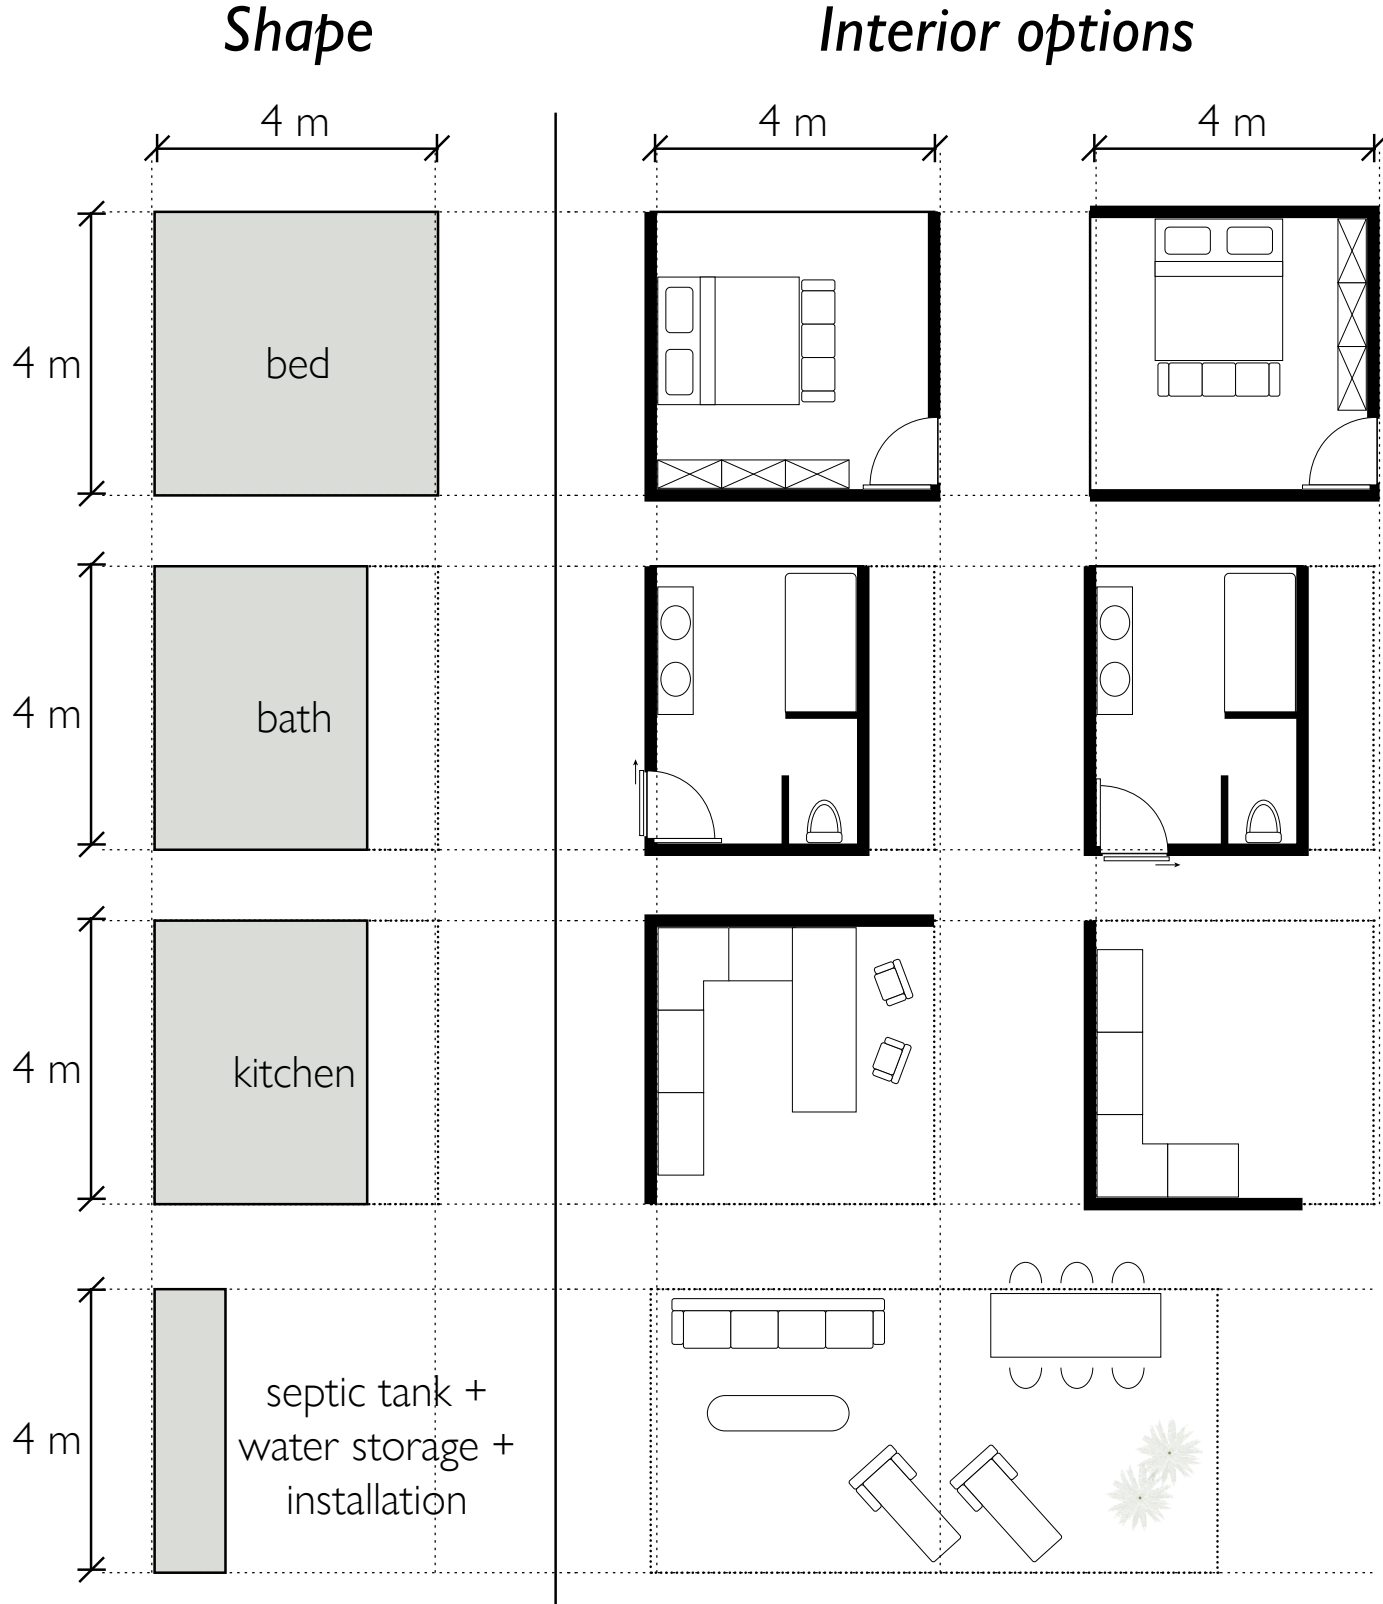 Shape
Interior options
4 m
4 m
4 m
4 m
bed
4 m
bath
4 m
kitchen
4 m
septic tank +
water storage +
installation